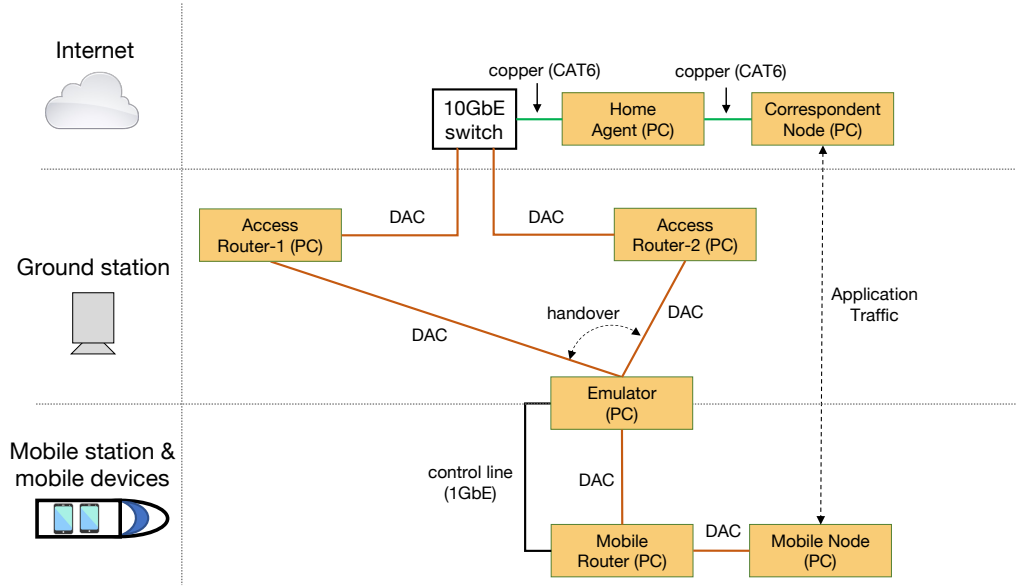 Internet
copper (CAT6)
copper (CAT6)
10GbE
switch
Home
Agent (PC)
Correspondent
Node (PC)
DAC
DAC
Access
Router-1 (PC)
Access
Router-2 (PC)
Ground station
handover
DAC
DAC
Application
Traffic
Emulator
(PC)
Mobile station &
mobile devices
control line
(1GbE)
DAC
DAC
Mobile
Router (PC)
Mobile Node
(PC)